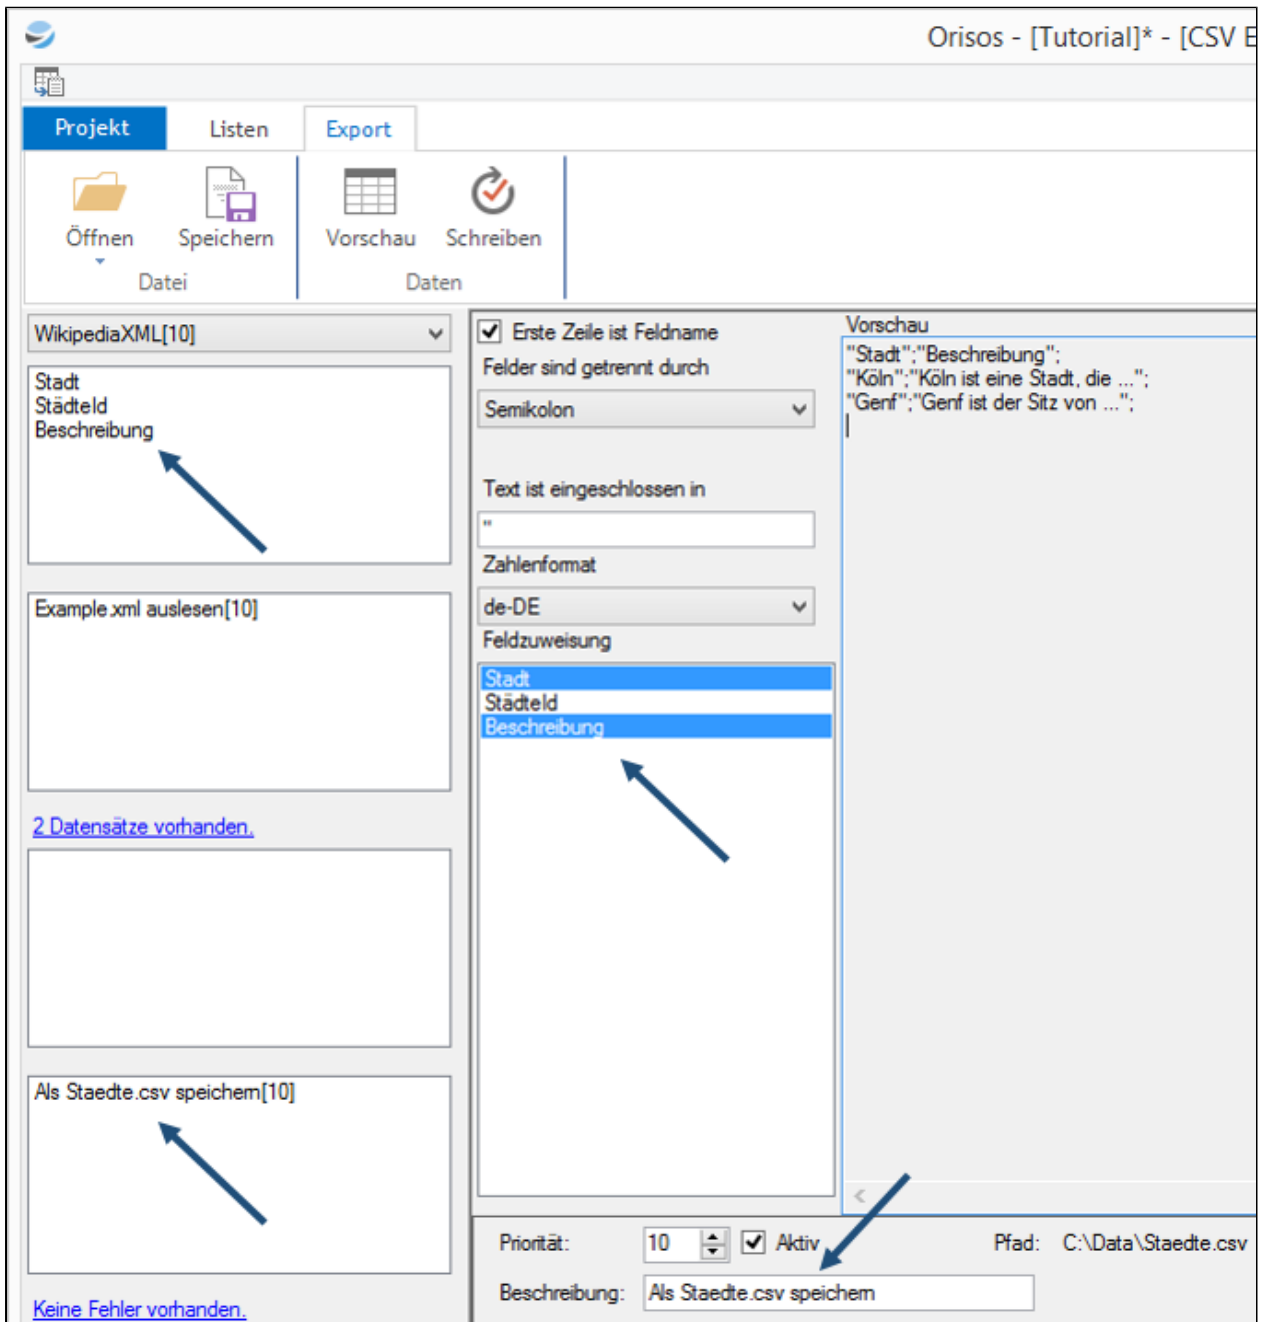 Orisos - [Tutorial]* - [CSV E
Projekt Listen Export
Öffnen Speichern Vorschau Schreiben
Datei Daten
WikipediaXML[10]
Stadt
StädteId
Beschreibung
Example.xml auslesen[10]
2 Datensätze vorhanden.
Als Staedte.csv speichern[10]
Keine Fehler vorhanden.
Erste Zeile ist Feldname
Felder sind getrennt durch
Semikolon
Text ist eingeschlossen in
"
Zahlenformat
de-DE
Feldzuweisung
Stadt
StädteId
Beschreibung
Vorschau
"Stadt";"Beschreibung";
"Köln";"Köln ist eine Stadt, die ...";
"Genf";"Genf ist der Sitz von ...";
Priorität: 10 Aktiv Pfad: C:\Data\Staedte.csv
Beschreibung: Als Staedte.csv speichern